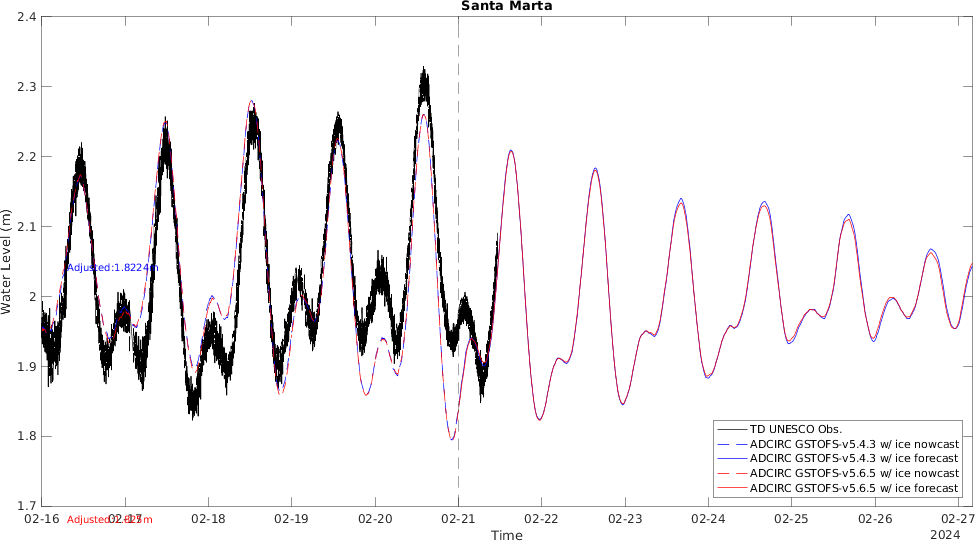 Santa Marta
2.4
2.3
2.2
2.1
2
1.9
1.8
1.7
Water Level (m)
Adjusted:1.8224m
TD UNESCO Obs.
ADCIRC GSTOFS-v5.4.3 w/ ice nowcast
ADCIRC GSTOFS-v5.4.3 w/ ice forecast
ADCIRC GSTOFS-v5.6.5 w/ ice nowcast
ADCIRC GSTOFS-v5.6.5 w/ ice forecast
02-16 02-17 02-18 02-19 02-20 02-21 02-22 02-23 02-24 02-25 02-26 02-27
Time
2024